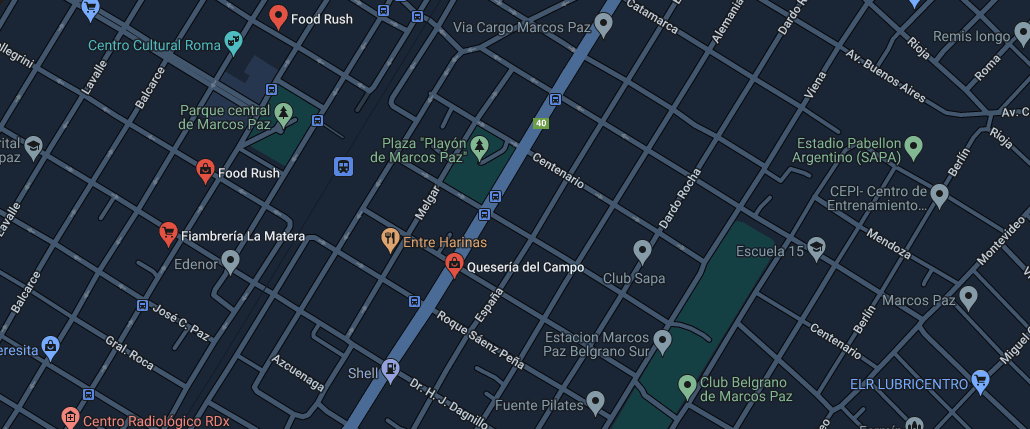 Food Rush
Via Cargo Marcos Paz
Catamarca
Alemania
Dardo Ro
Centro Cultural Roma
Remis longo
Rioja
Roma
ellegrini
Lavalle
Balcarce
Av. Buenos Aires
Viena
Parque central
de Marcos Paz
40
Av. C
Rioja
Plaza "Playón
de Marcos Paz"
Estadio Pabellon
Argentino (SAPA)
ital
paz
Food Rush
Centenario
Berlín
Dardo Rocha
CEPI- Centro de
Entrenamiento...
Melgar
Lavalle
Fiambrería La Matera
Entre Harinas
Mendoza
Montevideo
Escuela 15
Edenor
Quesería del Campo
Club Sapa
Balcarce
España
Marcos Paz
José C. Paz
Roque Sáenz Peña
Berlín
Centenario
Gral. Roca
Estacion Marcos
Paz Belgrano Sur
Miguel
eresita
Azcuenaga
Shell
Dr. H. J. Dagnillo
Club Belgrano
de Marcos Paz
ELR LUBRICENTRO
Fuente Pilates
Centro Radiológico RDx